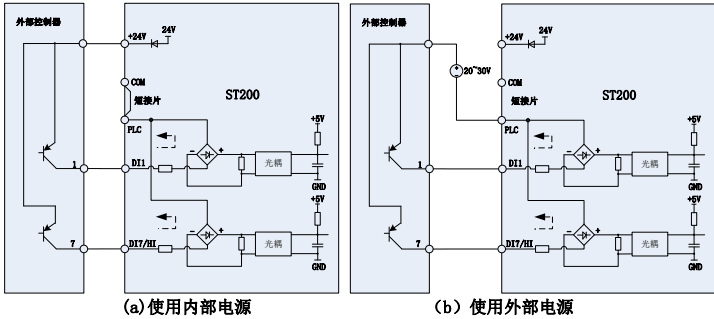 外部控制器
+24V
24V
COM
短接片
ST200
PLC
+5V
1
DI1
光耦
GND
+5V
7
DI7/HI
光耦
GND
(a)使用内部电源
外部控制器
20~30V
+24V
24V
COM
短接片
ST200
PLC
+5V
1
DI1
光耦
GND
+5V
7
DI7/HI
光耦
GND
(b) 使用外部电源